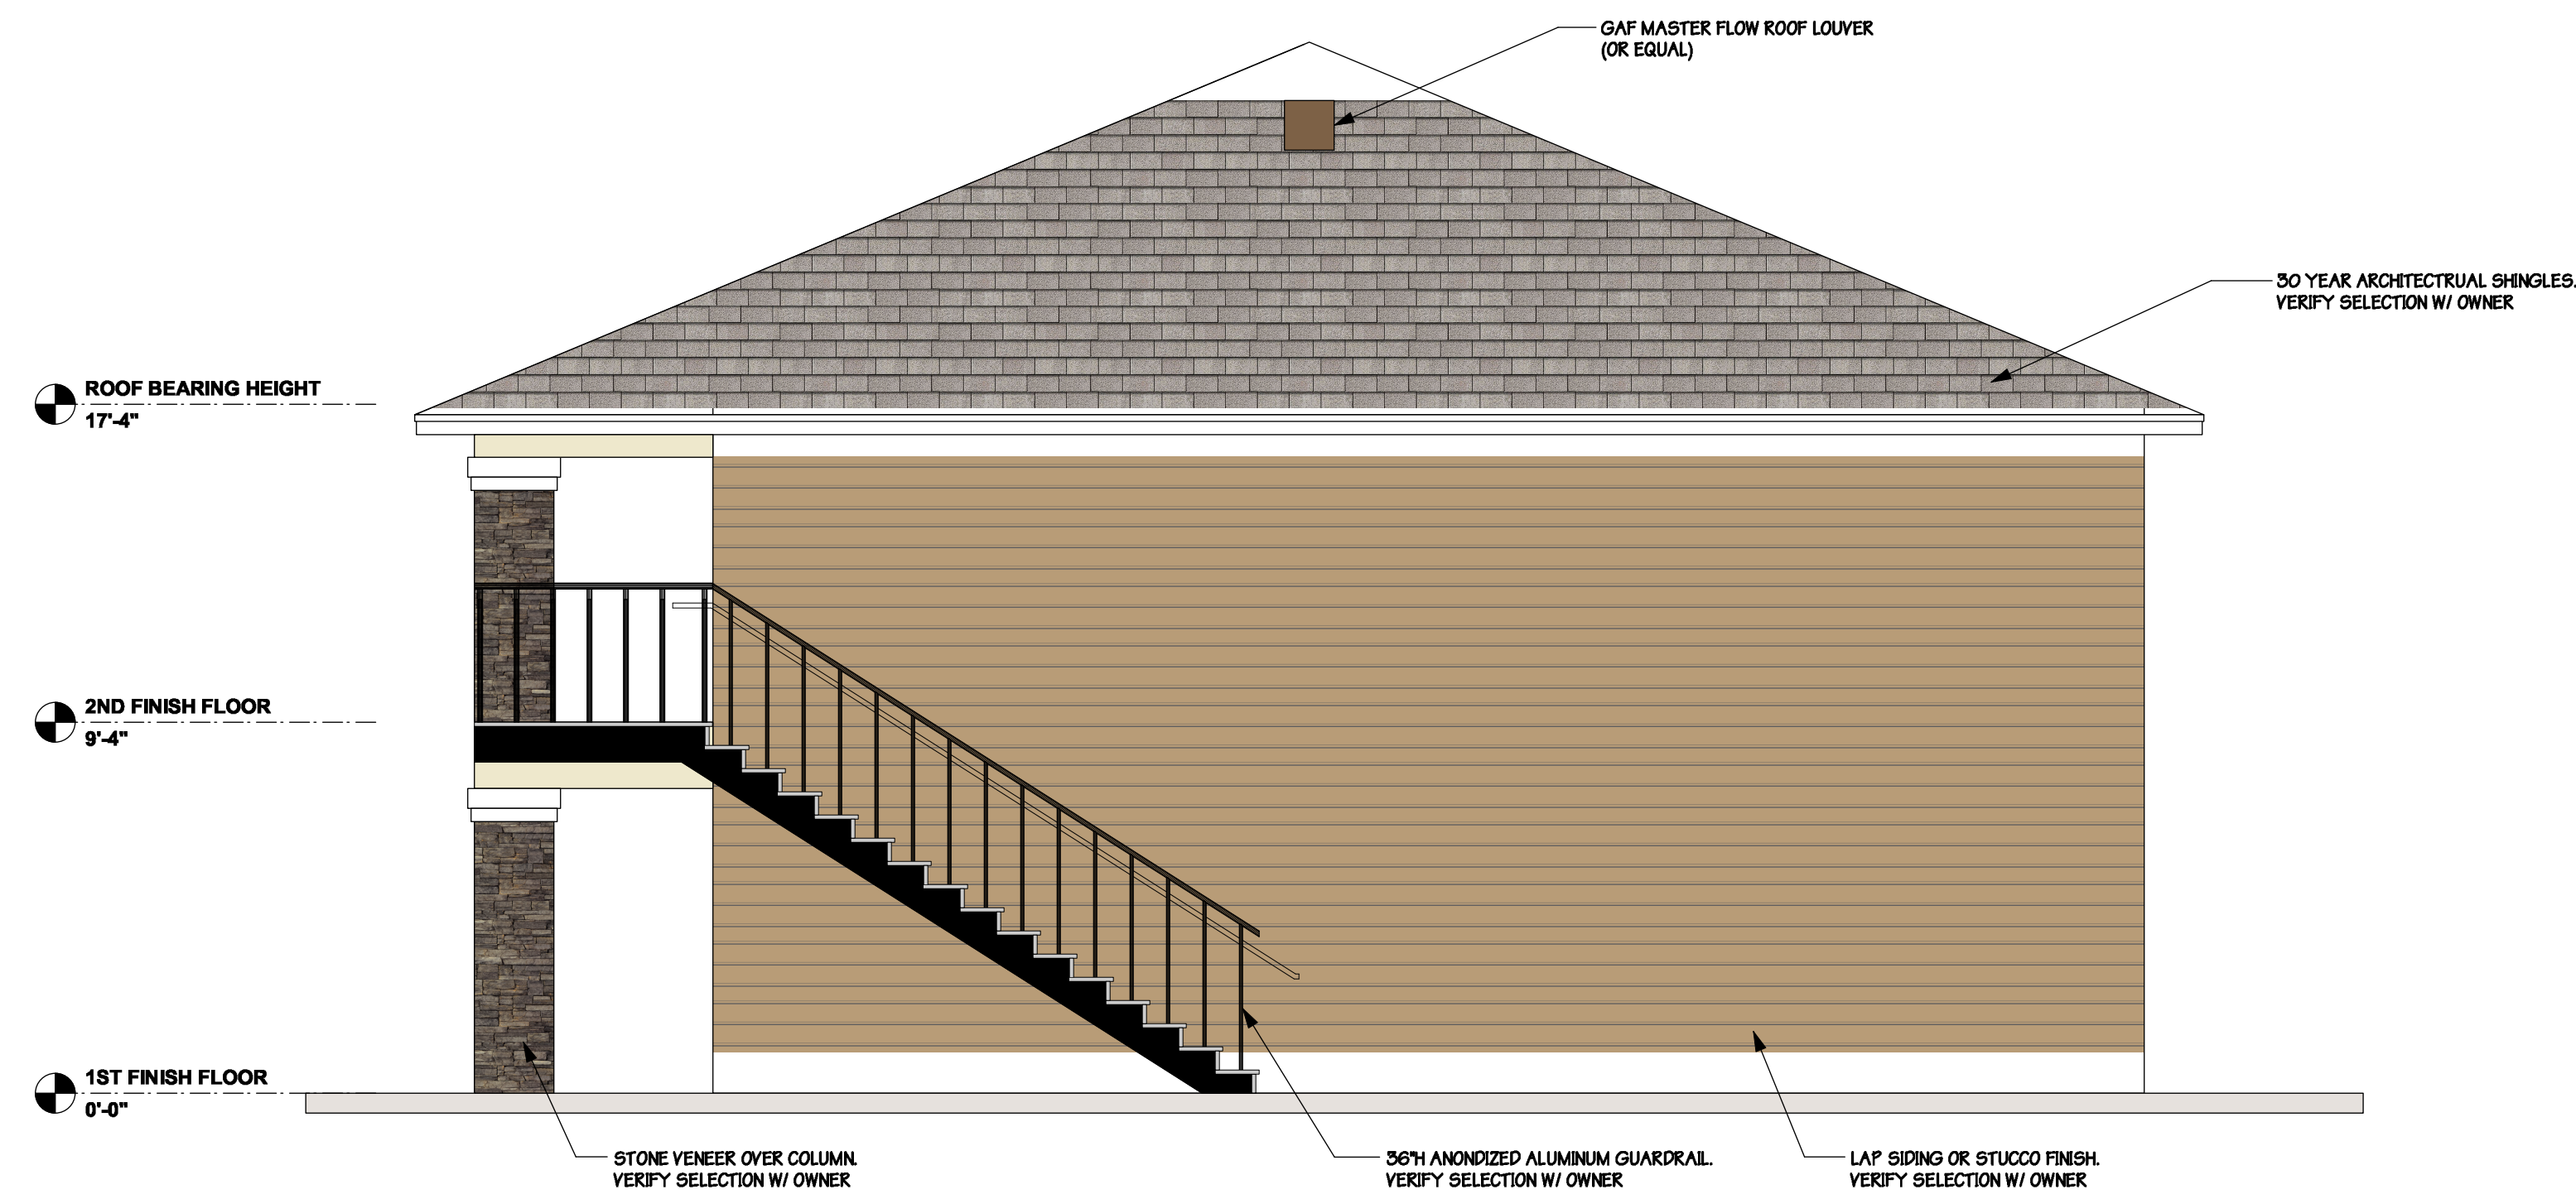 GAF MASTER FLOW ROOF LOUVER
(OR EQUAL)
30 YEAR ARCHITECTRUAL SHINGLES.
VERIFY SELECTION W/ OWNER
ROOF BEARING HEIGHT
17'-4"
2ND FINISH FLOOR
9'-4"
1ST FINISH FLOOR
0'-0"
STONE VENEER OVER COLUMN.
VERIFY SELECTION W/ OWNER
36"H ANONDIZED ALUMINUM GUARDRAIL.
VERIFY SELECTION W/ OWNER
LAP SIDING OR STUCCO FINISH.
VERIFY SELECTION W/ OWNER